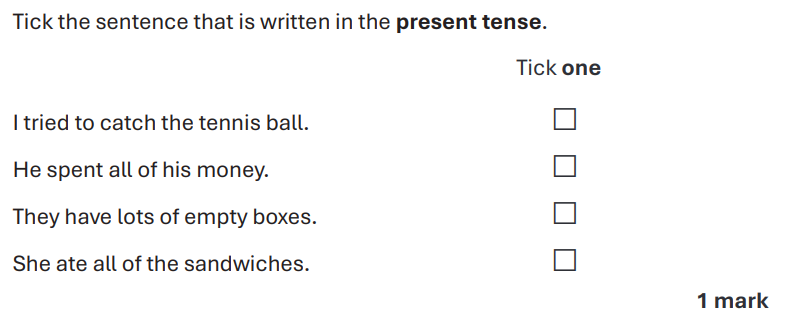 Tick the sentence that is written in the present tense.
Tick one
I tried to catch the tennis ball.
He spent all of his money.
They have lots of empty boxes.
She ate all of the sandwiches.
1 mark